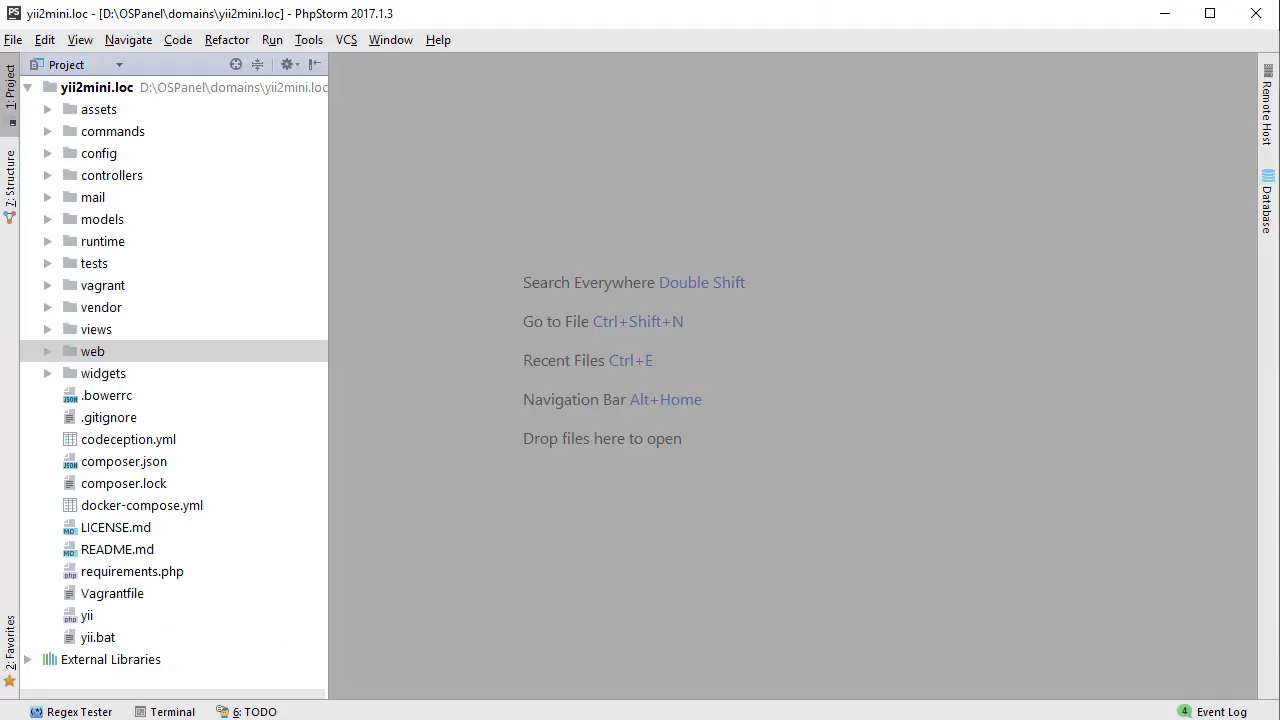 yii2mini.loc - [D:\OSPanel\domains\yii2mini.loc] - PhpStorm 2017.1.3
File Edit View Navigate Code Refactor Run Tools VCS Window Help
Project
1: Project
7: Structure
2: Favorites
yii2mini.loc D:\OSPanel\domains\yii2mini.loc
assets
commands
config
controllers
mail
models
runtime
tests
vagrant
vendor
views
web
widgets
.bowerrc
.gitignore
codeception.yml
composer.json
composer.lock
docker-compose.yml
LICENSE.md
README.md
requirements.php
Vagrantfile
yii
yii.bat
External Libraries
Search Everywhere Double Shift
Go to File Ctrl+Shift+N
Recent Files Ctrl+E
Navigation Bar Alt+Home
Drop files here to open
Remote Host
Database
Regex Tester Terminal 6: TODO
4 Event Log